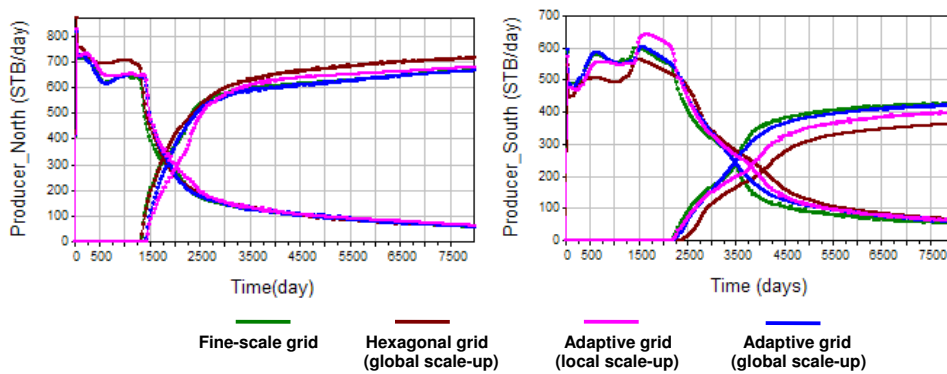 Producer_North (STB/day)
800
700
600
500
400
300
200
100
0
0 500 1500 2500 3500 4500 5500 6500 7500
Time(day)
Producer_South (STB/day)
700
600
500
400
300
200
100
0
0 500 1500 2500 3500 4500 5500 6500 7500
Time (days)
Fine-scale grid
Hexagonal grid
(global scale-up)
Adaptive grid
(local scale-up)
Adaptive grid
(global scale-up)